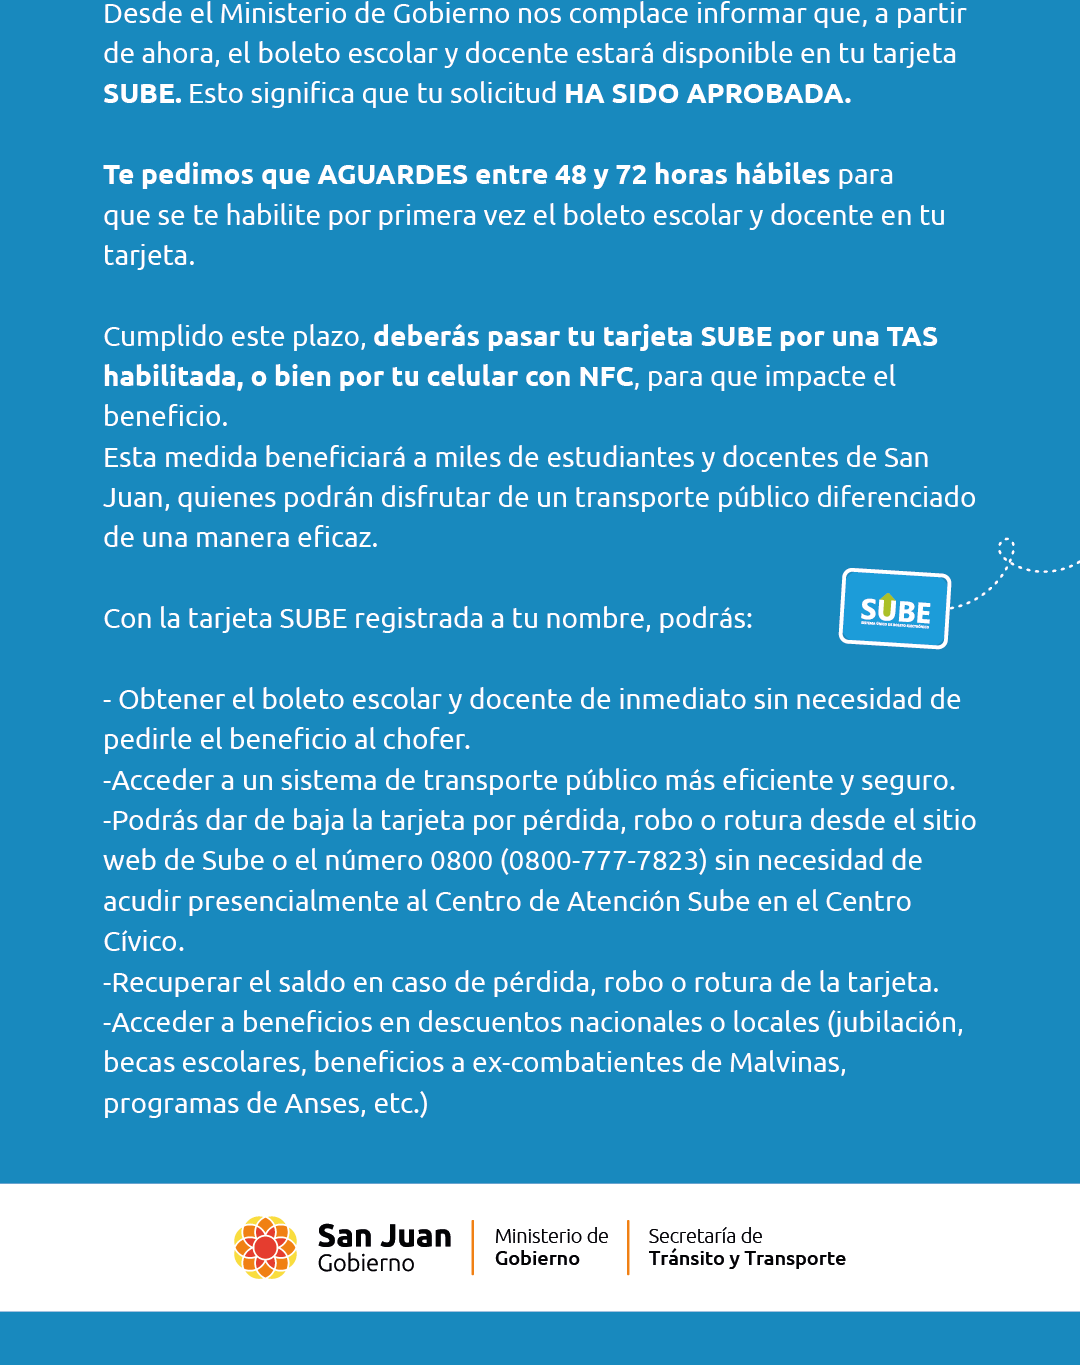 Desde el Ministerio de Gobierno nos complace informar que, a partir
de ahora, el boleto escolar y docente estará disponible en tu tarjeta
SUBE. Esto significa que tu solicitud HA SIDO APROBADA.
Te pedimos que AGUARDES entre 48 y 72 horas hábiles para
que se te habilite por primera vez el boleto escolar y docente en tu
tarjeta.
Cumplido este plazo, deberás pasar tu tarjeta SUBE por una TAS
habilitada, o bien por tu celular con NFC, para que impacte el
beneficio.
Esta medida beneficiará a miles de estudiantes y docentes de San
Juan, quienes podrán disfrutar de un transporte público diferenciado
de una manera eficaz.
Con la tarjeta SUBE registrada a tu nombre, podrás:
SUBE
SISTEMA ÚNICO DE BOLETO ELECTRÓNICO
- Obtener el boleto escolar y docente de inmediato sin necesidad de
pedirle el beneficio al chofer.
-Acceder a un sistema de transporte público más eficiente y seguro.
-Podrás dar de baja la tarjeta por pérdida, robo o rotura desde el sitio
web de Sube o el número 0800 (0800-777-7823) sin necesidad de
acudir presencialmente al Centro de Atención Sube en el Centro
Cívico.
-Recuperar el saldo en caso de pérdida, robo o rotura de la tarjeta.
-Acceder a beneficios en descuentos nacionales o locales (jubilación,
becas escolares, beneficios a ex-combatientes de Malvinas,
programas de Anses, etc.)
San Juan
Gobierno
Ministerio de
Gobierno
Secretaría de
Tránsito y Transporte